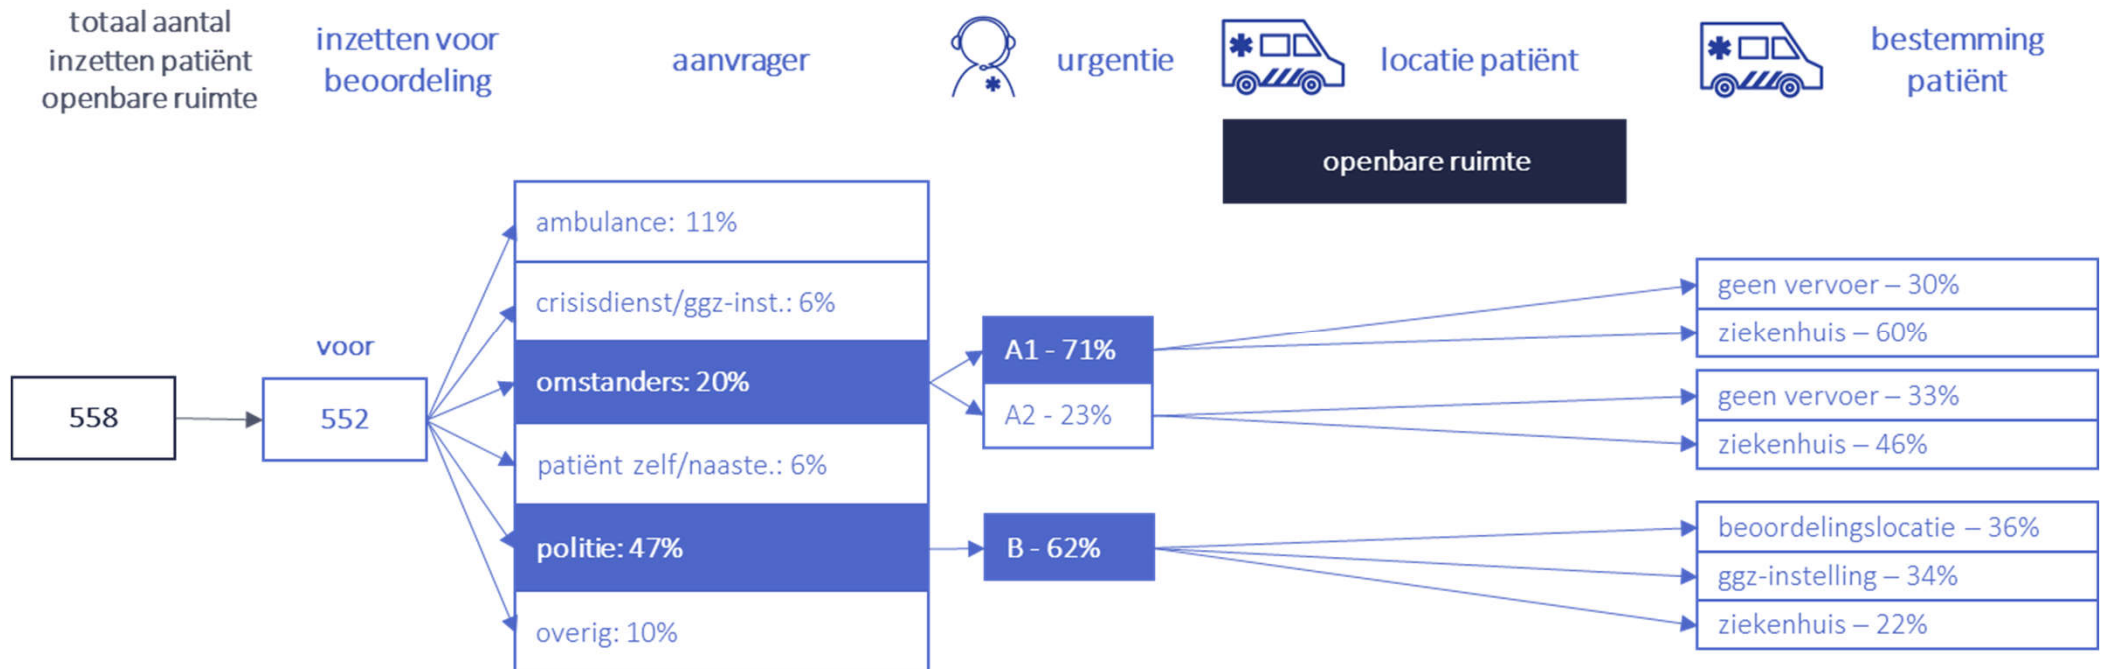 totaal aantal
inzetten patiënt
openbare ruimte
inzetten voor
beoordeling
aanvrager
urgentie
locatie patiënt
bestemming
patiënt
openbare ruimte
558
voor
552
ambulance: 11%
crisisdienst/ggz-inst.: 6%
omstanders: 20%
patiënt zelf/naaste.: 6%
politie: 47%
overig: 10%
A1 - 71%
A2 - 23%
B - 62%
geen vervoer – 30%
ziekenhuis – 60%
geen vervoer – 33%
ziekenhuis – 46%
beoordelingslocatie – 36%
ggz-instelling – 34%
ziekenhuis – 22%